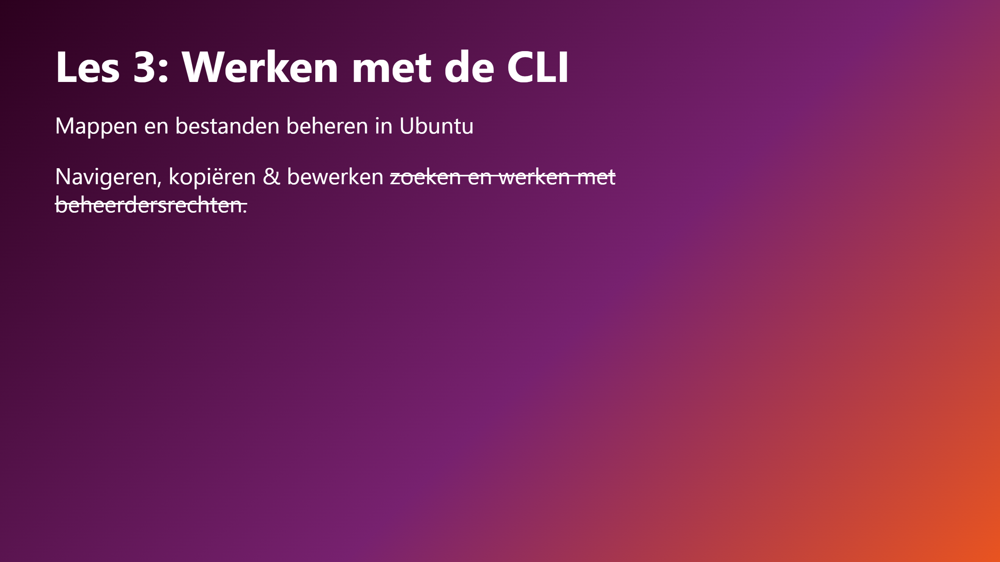 Les 3: Werken met de CLI
Mappen en bestanden beheren in Ubuntu
Navigeren, kopiëren & bewerken zoeken en werken met
beheerdersrechten.